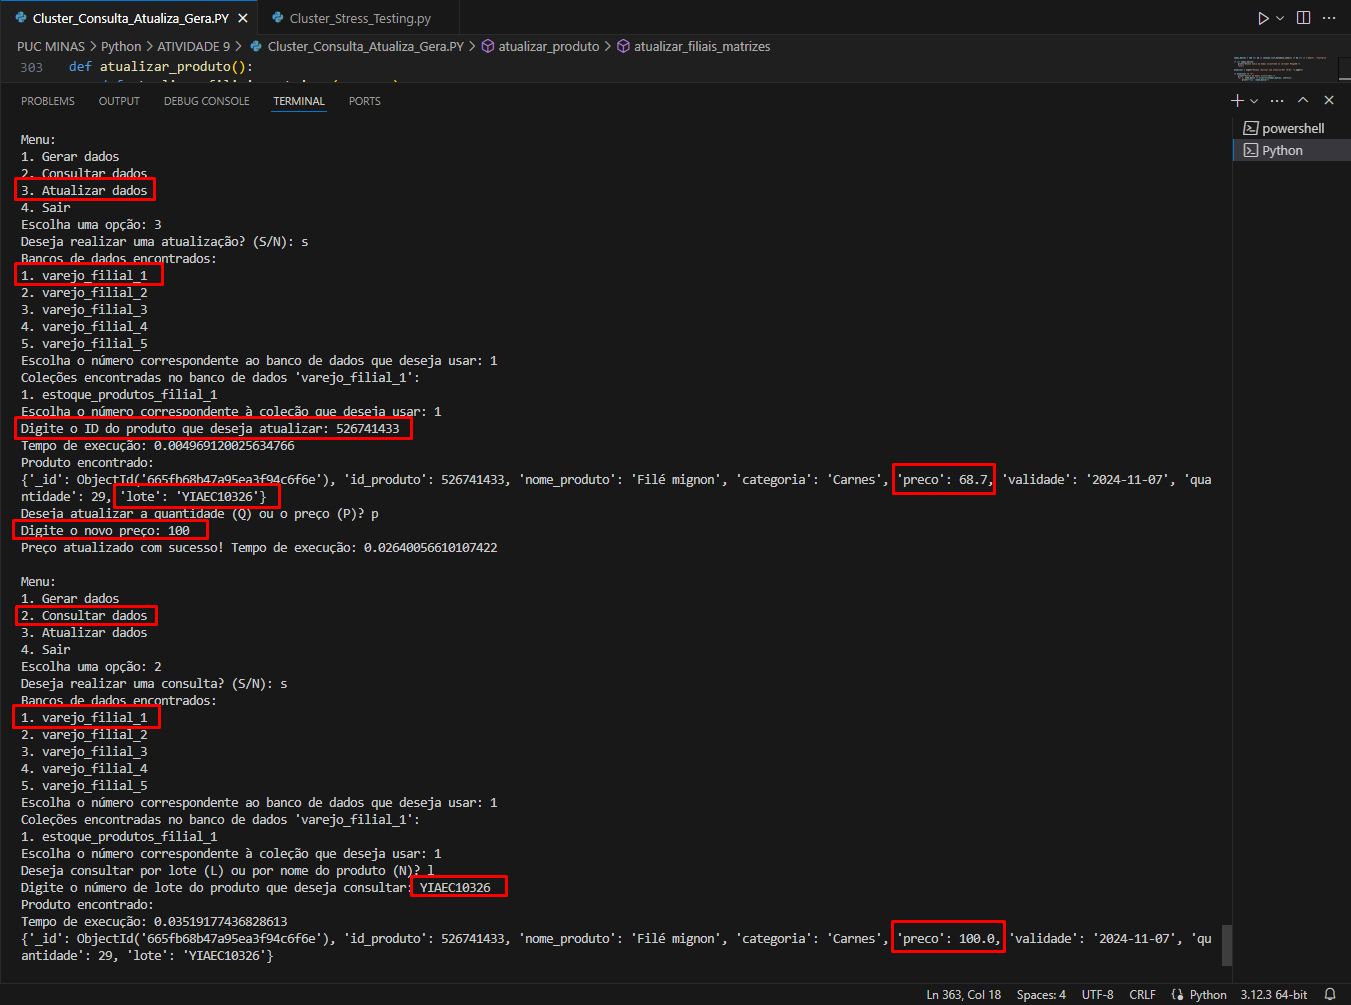 Cluster_Consulta_Atualiza_Gera.PY
Cluster_Stress_Testing.py
PUC MINAS > Python > ATIVIDADE 9 > Cluster_Consulta_Atualiza_Gera.PY > atualizar_produto > atualizar_filiais_matrizes
303 def atualizar_produto():
PROBLEMS OUTPUT DEBUG CONSOLE TERMINAL PORTS
powershell
Python
Menu:
1. Gerar dados
2. Consultar dados
3. Atualizar dados
4. Sair
Escolha uma opção: 3
Deseja realizar uma atualização? (S/N): s
Bancos de dados encontrados:
1. varejo_filial_1
2. varejo_filial_2
3. varejo_filial_3
4. varejo_filial_4
5. varejo_filial_5
Escolha o número correspondente ao banco de dados que deseja usar: 1
Coleções encontradas no banco de dados 'varejo_filial_1':
1. estoque_produtos_filial_1
Escolha o número correspondente à coleção que deseja usar: 1
Digite o ID do produto que deseja atualizar: 526741433
Tempo de execução: 0.004969120025634766
Produto encontrado:
{'_id': ObjectId('665fb68b47a95ea3f94c6f6e'), 'id_produto': 526741433, 'nome_produto': 'Filé mignon', 'categoria': 'Carnes', 'preco': 68.7, 'validade': '2024-11-07', 'qua
ntidade': 29, 'lote': 'YIAEC10326'}
Deseja atualizar a quantidade (Q) ou o preço (P)? p
Digite o novo preço: 100
Preço atualizado com sucesso! Tempo de execução: 0.02640056610107422
Menu:
1. Gerar dados
2. Consultar dados
3. Atualizar dados
4. Sair
Escolha uma opção: 2
Deseja realizar uma consulta? (S/N): s
Bancos de dados encontrados:
1. varejo_filial_1
2. varejo_filial_2
3. varejo_filial_3
4. varejo_filial_4
5. varejo_filial_5
Escolha o número correspondente ao banco de dados que deseja usar: 1
Coleções encontradas no banco de dados 'varejo_filial_1':
1. estoque_produtos_filial_1
Escolha o número correspondente à coleção que deseja usar: 1
Deseja consultar por lote (L) ou por nome do produto (N)? l
Digite o número de lote do produto que deseja consultar: YIAEC10326
Produto encontrado:
Tempo de execução: 0.03519177436828613
{'_id': ObjectId('665fb68b47a95ea3f94c6f6e'), 'id_produto': 526741433, 'nome_produto': 'Filé mignon', 'categoria': 'Carnes', 'preco': 100.0, 'validade': '2024-11-07', 'qu
antidade': 29, 'lote': 'YIAEC10326'}
Ln 363, Col 18 Spaces: 4 UTF-8 CRLF Python 3.12.3 64-bit